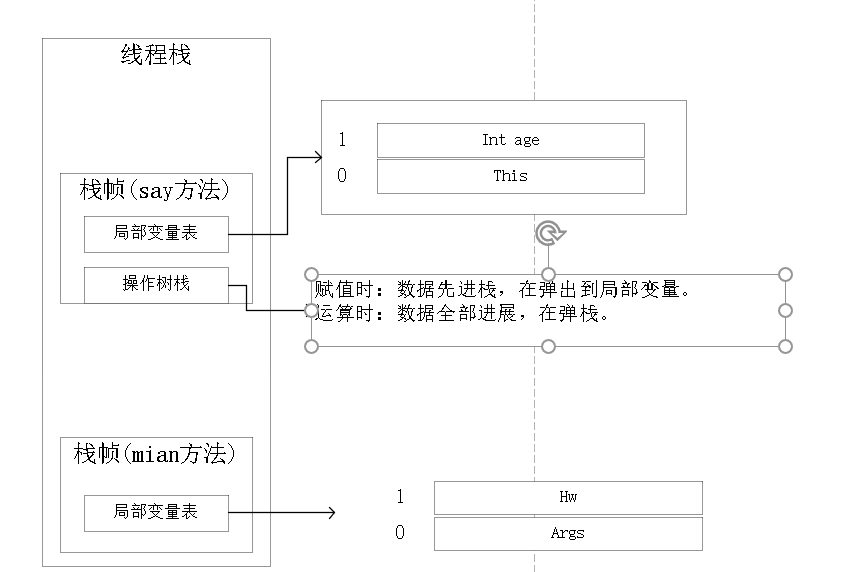 线程栈
栈帧(say方法)
局部变量表
操作树栈
1
Int age
0
This
赋值时：数据先进栈，在弹出到局部变量。
运算时：数据全部进展，在弹栈。
栈帧(mian方法)
局部变量表
1
Hw
0
Args